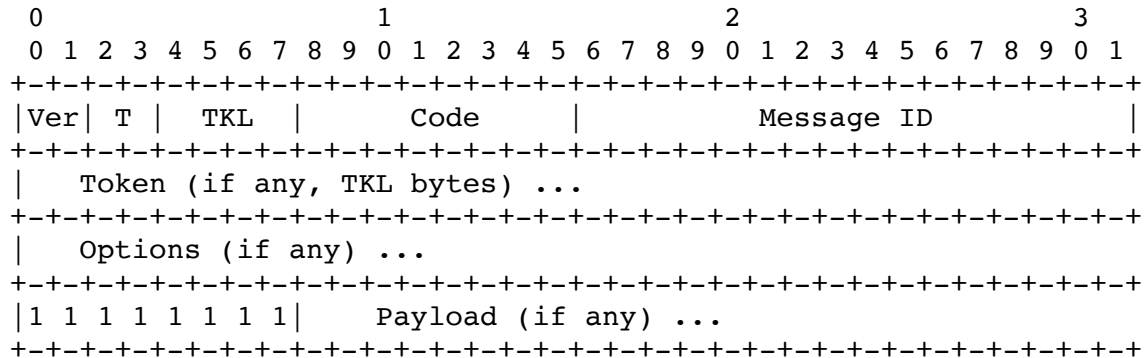 0                   1                   2                   3
 0 1 2 3 4 5 6 7 8 9 0 1 2 3 4 5 6 7 8 9 0 1 2 3 4 5 6 7 8 9 0 1
+-+-+-+-+-+-+-+-+-+-+-+-+-+-+-+-+-+-+-+-+-+-+-+-+-+-+-+-+-+-+-+-+
|Ver| T |  TKL  |      Code     |          Message ID           |
+-+-+-+-+-+-+-+-+-+-+-+-+-+-+-+-+-+-+-+-+-+-+-+-+-+-+-+-+-+-+-+-+
|   Token (if any, TKL bytes) ...
+-+-+-+-+-+-+-+-+-+-+-+-+-+-+-+-+-+-+-+-+-+-+-+-+-+-+-+-+-+-+-+-+
|   Options (if any) ...
+-+-+-+-+-+-+-+-+-+-+-+-+-+-+-+-+-+-+-+-+-+-+-+-+-+-+-+-+-+-+-+-+
|1 1 1 1 1 1 1 1|    Payload (if any) ...
+-+-+-+-+-+-+-+-+-+-+-+-+-+-+-+-+-+-+-+-+-+-+-+-+-+-+-+-+-+-+-+-+